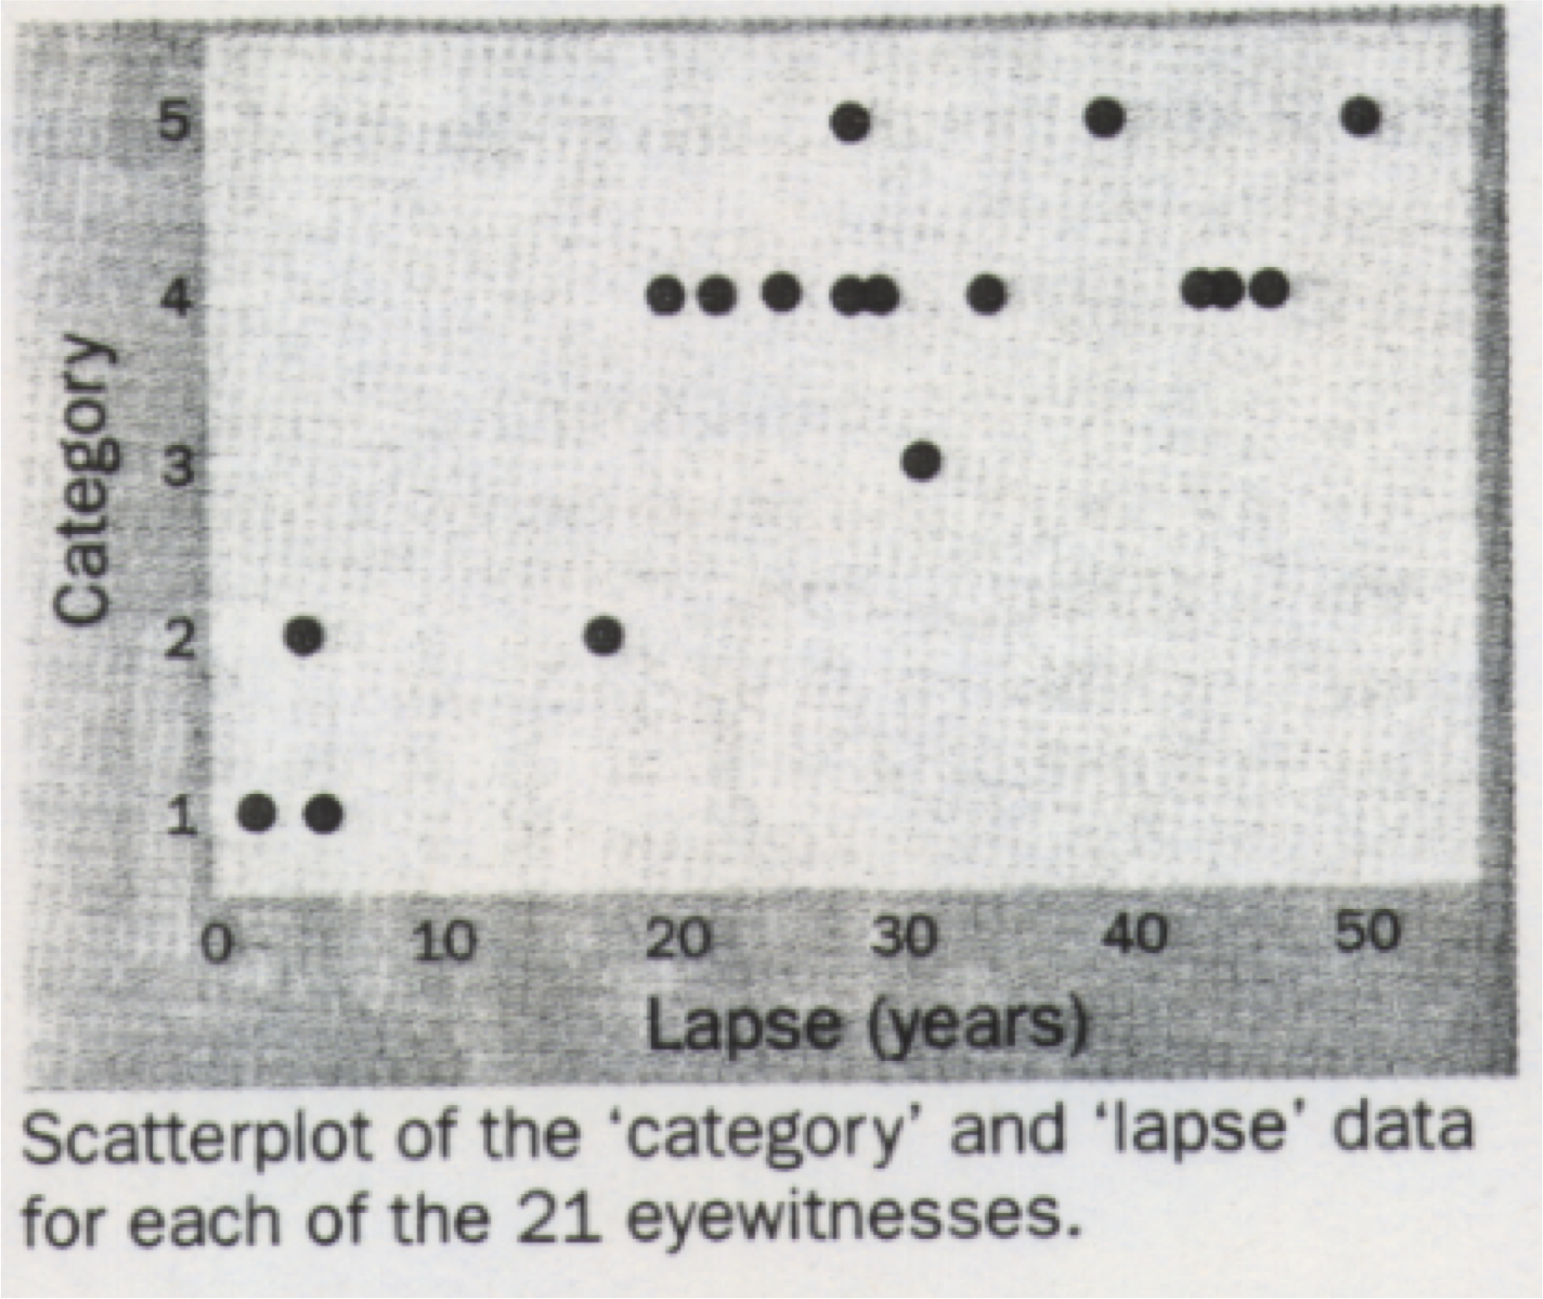 5
4
3
2
1
Category
0 10 20 30 40 50
Lapse (years)
Scatterplot of the ‘category’ and ‘lapse’ data
for each of the 21 eyewitnesses.